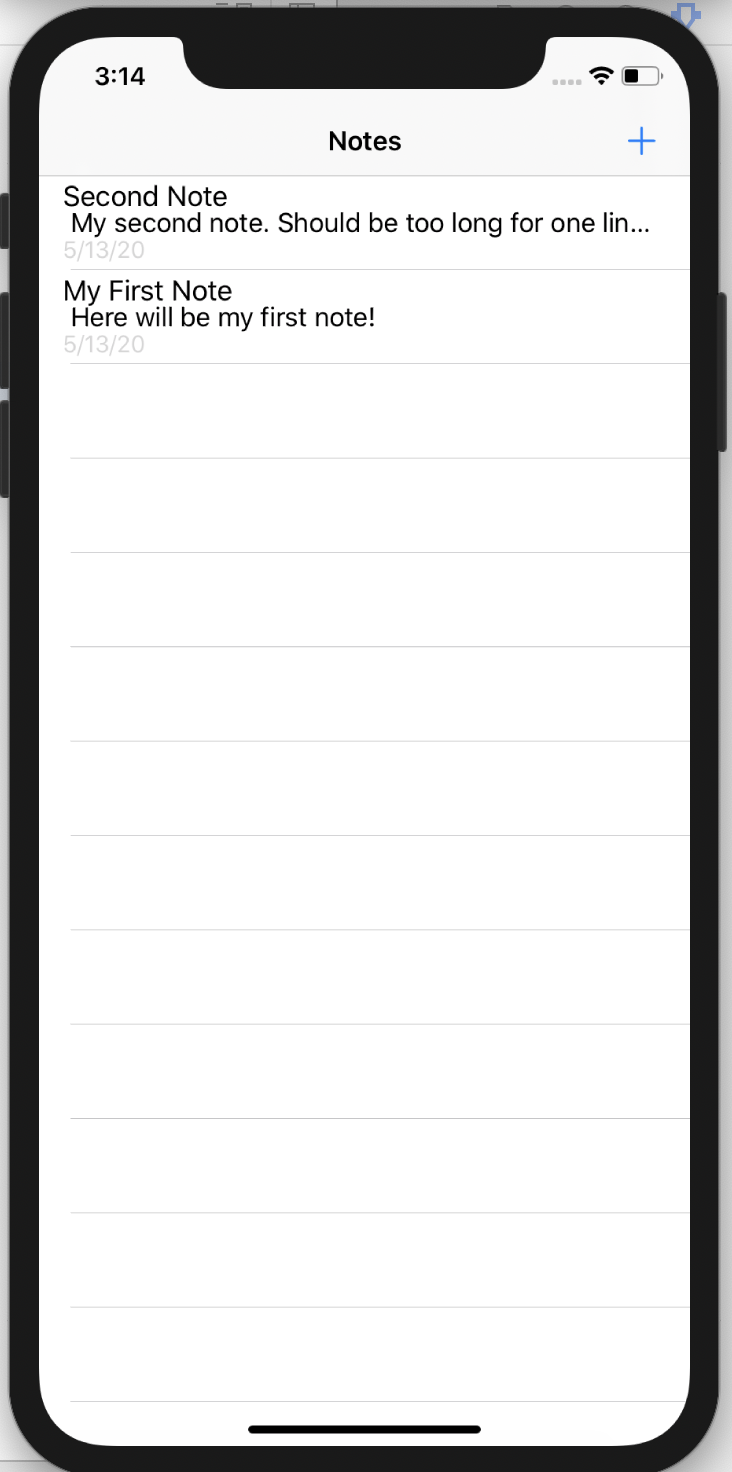 3:14
Notes
Second Note
My second note. Should be too long for one lin...
5/13/20
My First Note
Here will be my first note!
5/13/20